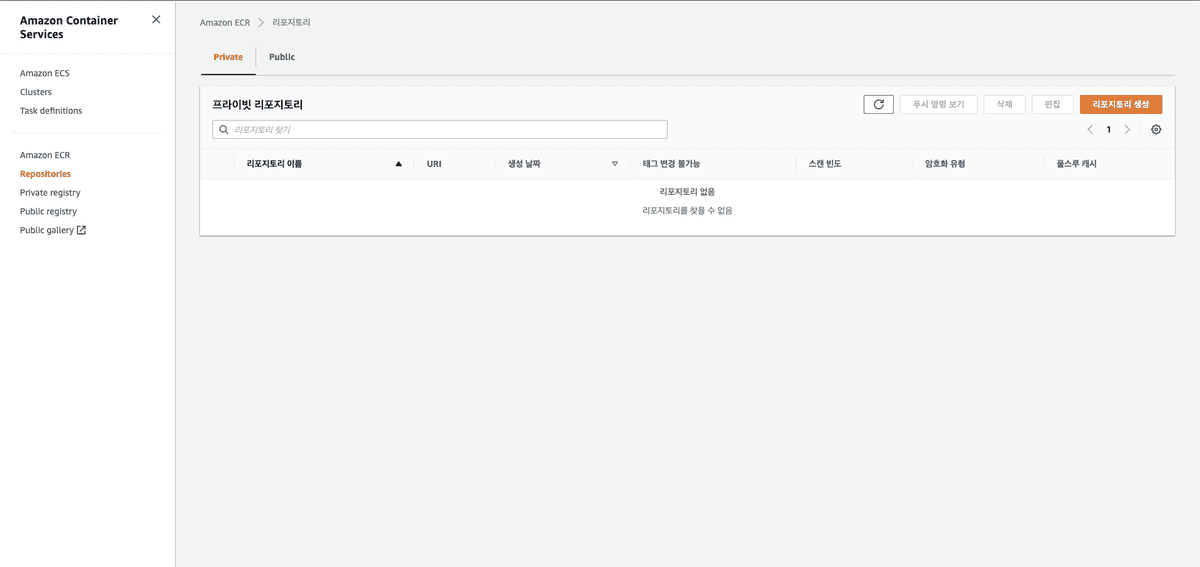 Amazon Container
Services
Amazon ECS
Clusters
Task definitions
Amazon ECR
Repositories
Private registry
Public registry
Public gallery
Amazon ECR 리포지토리
Private Public
프라이빗 리포지토리
푸시 명령 보기 삭제 편집 리포지토리 생성
리포지토리 찾기
1
리포지토리 이름 URI 생성 날짜 태그 변경 불가능 스캔 빈도 암호화 유형 풀스루 캐시
리포지토리 없음
리포지토리를 찾을 수 없음